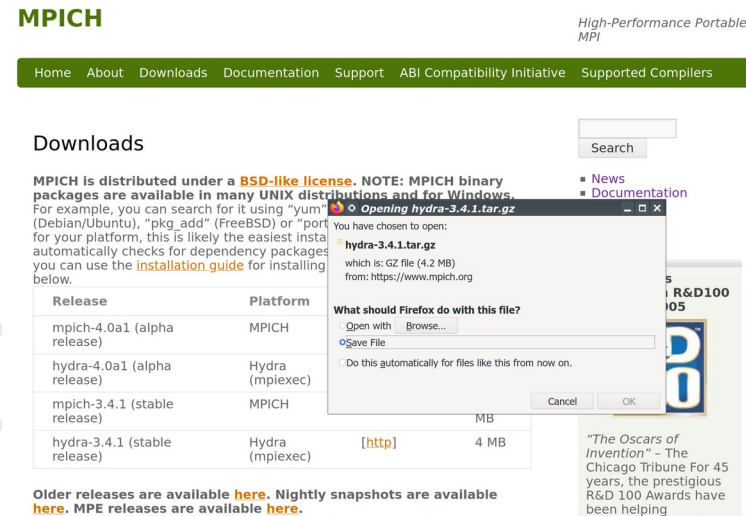 MPICH
High-Performance Portable
MPI
Home About Downloads Documentation Support ABI Compatibility Initiative Supported Compilers
Downloads
Search
News
Documentation
MPICH is distributed under a BSD-like license. NOTE: MPICH binary
packages are available in many UNIX distributions and for Windows.
For example, you can search for it using “yum”
(Debian/Ubuntu), “pkg_add” (FreeBSD) or “port
for your platform, this is likely the easiest insta
automatically checks for dependency packages
you can use the installation guide for installing
below.
Opening hydra-3.4.1.tar.gz
You have chosen to open:
hydra-3.4.1.tar.gz
which is: GZ file (4.2 MB)
from: https://www.mpich.org
What should Firefox do with this file?
Open with Browse...
Save File
Do this automatically for files like this from now on.
Cancel OK
s
R&D100
05
Release Platform
mpich-4.0a1 (alpha
release)
MPICH
hydra-4.0a1 (alpha
release)
Hydra
(mpiexec)
mpich-3.4.1 (stable
release)
MPICH
MB
hydra-3.4.1 (stable
release)
Hydra
(mpiexec)
[http]
4 MB
Older releases are available here. Nightly snapshots are available
here. MPE releases are available here.
“The Oscars of
Invention” – The
Chicago Tribune For 45
years, the prestigious
R&D 100 Awards have
been helping